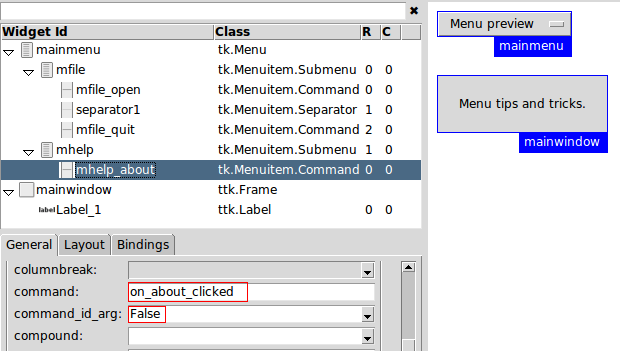 Widget Id Class R C
mainmenu tk.Menu
mfile tk.Menuitem.Submenu 0 0
mfile_open tk.Menuitem.Command 0 0
separator1 tk.Menuitem.Separator 1 0
mfile_quit tk.Menuitem.Command 2 0
mhelp tk.Menuitem.Submenu 1 0
mhelp_about tk.Menuitem.Command 0 0
mainwindow ttk.Frame
label Label_1 ttk.Label 0 0
General Layout Bindings
columnbreak:
command: on_about_clicked
command_id_arg: False
compound:
Menu preview
mainmenu
Menu tips and tricks.
mainwindow